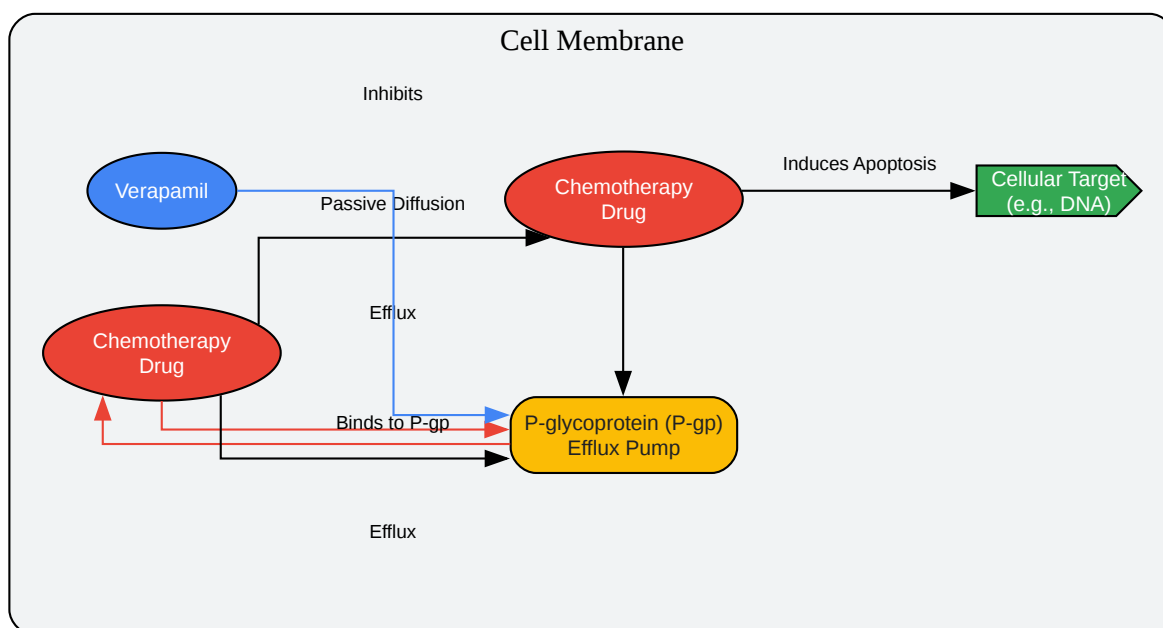 Cell Membrane
Inhibits
Verapamil
Passive Diffusion
Chemotherapy
Drug
Induces Apoptosis
Cellular Target
(e.g., DNA)
Efflux
Chemotherapy
Drug
Binds to P-gp
P-glycoprotein (P-gp)
Efflux Pump
Efflux